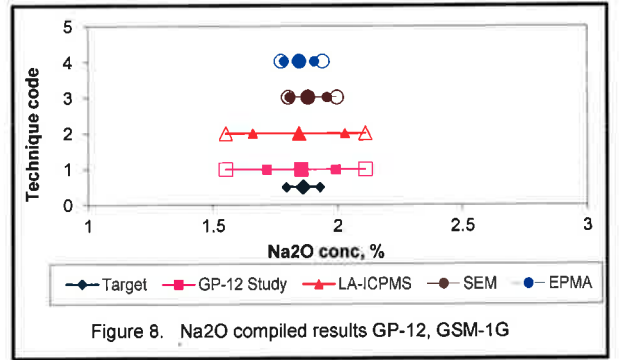 5
4
3
2
1
0
Technique code
1 1.5 2 2.5 3
Na2O conc, %
Target GP-12 Study LA-ICPMS SEM EPMA
Figure 8. Na2O compiled results GP-12, GSM-1G